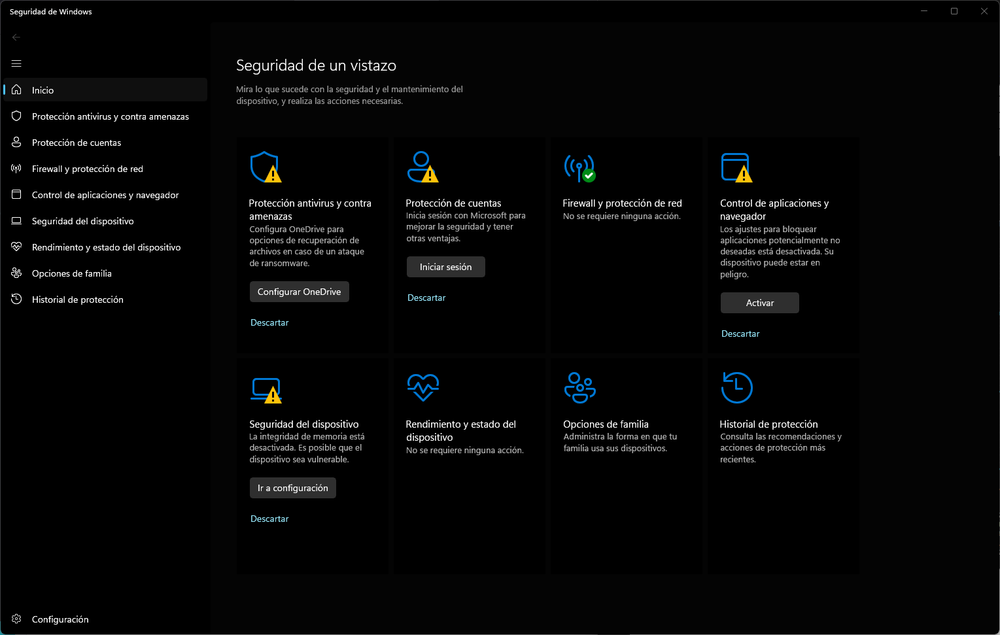 Seguridad de Windows
Inicio
Protección antivirus y contra amenazas
Protección de cuentas
Firewall y protección de red
Control de aplicaciones y navegador
Seguridad del dispositivo
Rendimiento y estado del dispositivo
Opciones de familia
Historial de protección
Configuración
Seguridad de un vistazo
Mira lo que sucede con la seguridad y el mantenimiento del
dispositivo, y realiza las acciones necesarias.
Protección antivirus y contra
amenazas
Configura OneDrive para
opciones de recuperación de
archivos en caso de un ataque
de ransomware.
Configurar OneDrive
Descartar
Protección de cuentas
Inicia sesión con Microsoft para
mejorar la seguridad y tener
otras ventajas.
Iniciar sesión
Descartar
Firewall y protección de red
No se requiere ninguna acción.
Control de aplicaciones y
navegador
Los ajustes para bloquear
aplicaciones potencialmente no
deseadas está desactivada. Su
dispositivo puede estar en
peligro.
Activar
Descartar
Seguridad del dispositivo
La integridad de memoria está
desactivada. Es posible que el
dispositivo sea vulnerable.
Ir a configuración
Descartar
Rendimiento y estado del
dispositivo
No se requiere ninguna acción.
Opciones de familia
Administra la forma en que tu
familia usa sus dispositivos.
Historial de protección
Consulta las recomendaciones y
acciones de protección más
recientes.